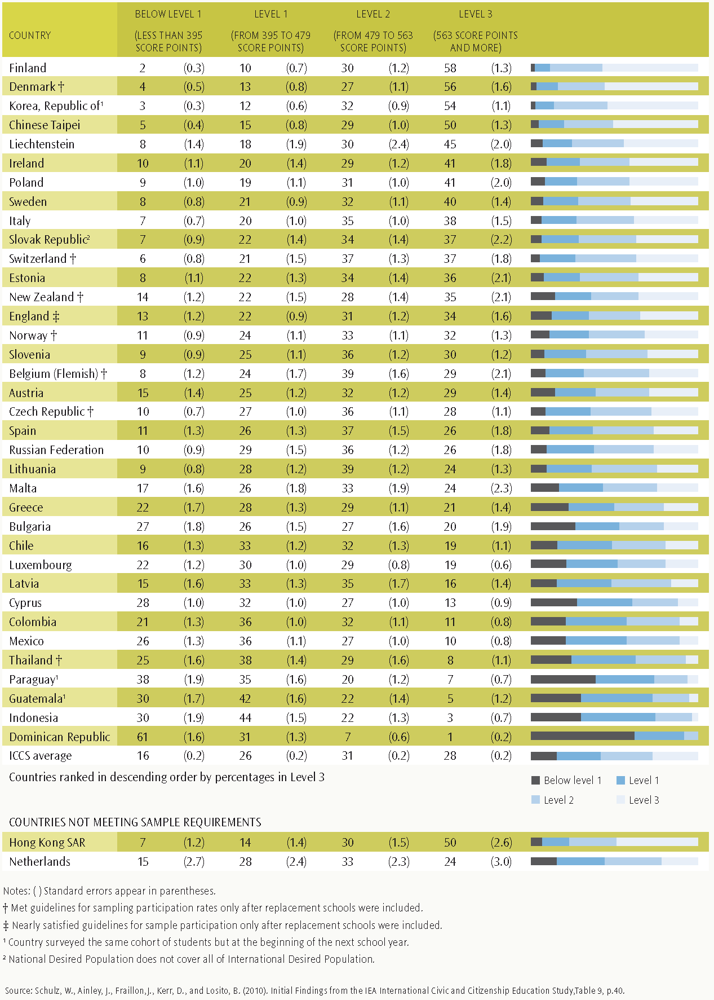 COUNTRY BELOW LEVEL 1 (LESS THAN 395 SCORE POINTS) LEVEL 1 (FROM 395 TO 479 SCORE POINTS) LEVEL 2 (FROM 479 TO 563 SCORE POINTS) LEVEL 3 (563 SCORE POINTS AND MORE)
Finland 2 (0.3) 10 (0.7) 30 (1.2) 58 (1.3)
Denmark † 4 (0.5) 13 (0.8) 27 (1.1) 56 (1.6)
Korea, Republic of¹ 3 (0.3) 12 (0.6) 32 (0.9) 54 (1.1)
Chinese Taipei 5 (0.4) 15 (0.8) 29 (1.0) 50 (1.3)
Liechtenstein 8 (1.4) 18 (1.9) 30 (2.4) 45 (2.0)
Ireland 10 (1.1) 20 (1.4) 29 (1.2) 41 (1.8)
Poland 9 (1.0) 19 (1.1) 31 (1.0) 41 (2.0)
Sweden 8 (0.8) 21 (0.9) 32 (1.1) 40 (1.4)
Italy 7 (0.7) 20 (1.0) 35 (1.0) 38 (1.5)
Slovak Republic² 7 (0.9) 22 (1.4) 34 (1.4) 37 (2.2)
Switzerland † 6 (0.8) 21 (1.5) 37 (1.3) 37 (1.8)
Estonia 8 (1.1) 22 (1.3) 34 (1.4) 36 (2.1)
New Zealand † 14 (1.2) 22 (1.5) 28 (1.4) 35 (2.1)
England ‡ 13 (1.2) 22 (0.9) 31 (1.2) 34 (1.6)
Norway † 11 (0.9) 24 (1.1) 33 (1.1) 32 (1.3)
Slovenia 9 (0.9) 25 (1.1) 36 (1.2) 30 (1.2)
Belgium (Flemish) † 8 (1.2) 24 (1.7) 39 (1.6) 29 (2.1)
Austria 15 (1.4) 25 (1.2) 32 (1.2) 29 (1.4)
Czech Republic † 10 (0.7) 27 (1.0) 36 (1.1) 28 (1.1)
Spain 11 (1.3) 26 (1.3) 37 (1.5) 26 (1.8)
Russian Federation 10 (0.9) 29 (1.5) 36 (1.2) 26 (1.8)
Lithuania 9 (0.8) 28 (1.2) 39 (1.2) 24 (1.3)
Malta 17 (1.6) 26 (1.8) 33 (1.9) 24 (2.3)
Greece 22 (1.7) 28 (1.3) 29 (1.1) 21 (1.4)
Bulgaria 27 (1.8) 26 (1.5) 27 (1.6) 20 (1.9)
Chile 16 (1.3) 33 (1.2) 32 (1.3) 19 (1.1)
Luxembourg 22 (1.2) 30 (1.0) 29 (0.8) 19 (0.6)
Latvia 15 (1.6) 33 (1.3) 35 (1.7) 16 (1.4)
Cyprus 28 (1.0) 32 (1.0) 27 (1.0) 13 (0.9)
Colombia 21 (1.3) 36 (1.0) 32 (1.1) 11 (0.8)
Mexico 26 (1.3) 36 (1.1) 27 (1.0) 10 (0.8)
Thailand † 25 (1.6) 38 (1.4) 29 (1.6) 8 (1.1)
Paraguay¹ 38 (1.9) 35 (1.6) 20 (1.2) 7 (0.7)
Guatemala¹ 30 (1.7) 42 (1.6) 22 (1.4) 5 (1.2)
Indonesia 30 (1.9) 44 (1.5) 22 (1.3) 3 (0.7)
Dominican Republic 61 (1.6) 31 (1.3) 7 (0.6) 1 (0.2)
ICCS average 16 (0.2) 26 (0.2) 31 (0.2) 28 (0.2)
Countries ranked in descending order by percentages in Level 3
Below level 1 Level 1
Level 2 Level 3
COUNTRIES NOT MEETING SAMPLE REQUIREMENTS
Hong Kong SAR 7 (1.2) 14 (1.4) 30 (1.5) 50 (2.6)
Netherlands 15 (2.7) 28 (2.4) 33 (2.3) 24 (3.0)
Notes: ( ) Standard errors appear in parentheses.
† Met guidelines for sampling participation rates only after replacement schools were included.
‡ Nearly satisfied guidelines for sample participation only after replacement schools were included.
¹ Country surveyed the same cohort of students but at the beginning of the next school year.
² National Desired Population does not cover all of International Desired Population.
Source: Schulz, W., Ainley, J., Fraillon,J., Kerr, D., and Losito, B. (2010). Initial Findings from the IEA International Civic and Citizenship Education Study,Table 9, p.40.